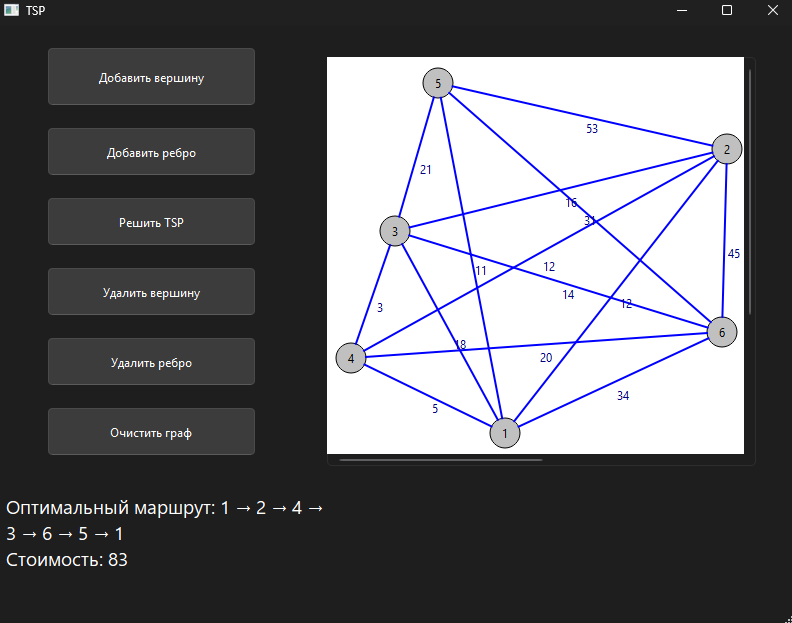 TSP
Добавить вершину
Добавить ребро
Решить TSP
Удалить вершину
Удалить ребро
Очистить граф
5
53
2
21
16
31
3
45
11
12
14
12
3
6
18
20
4
34
5
1
Оптимальный маршрут: 1 → 2 → 4 →
3 → 6 → 5 → 1
Стоимость: 83